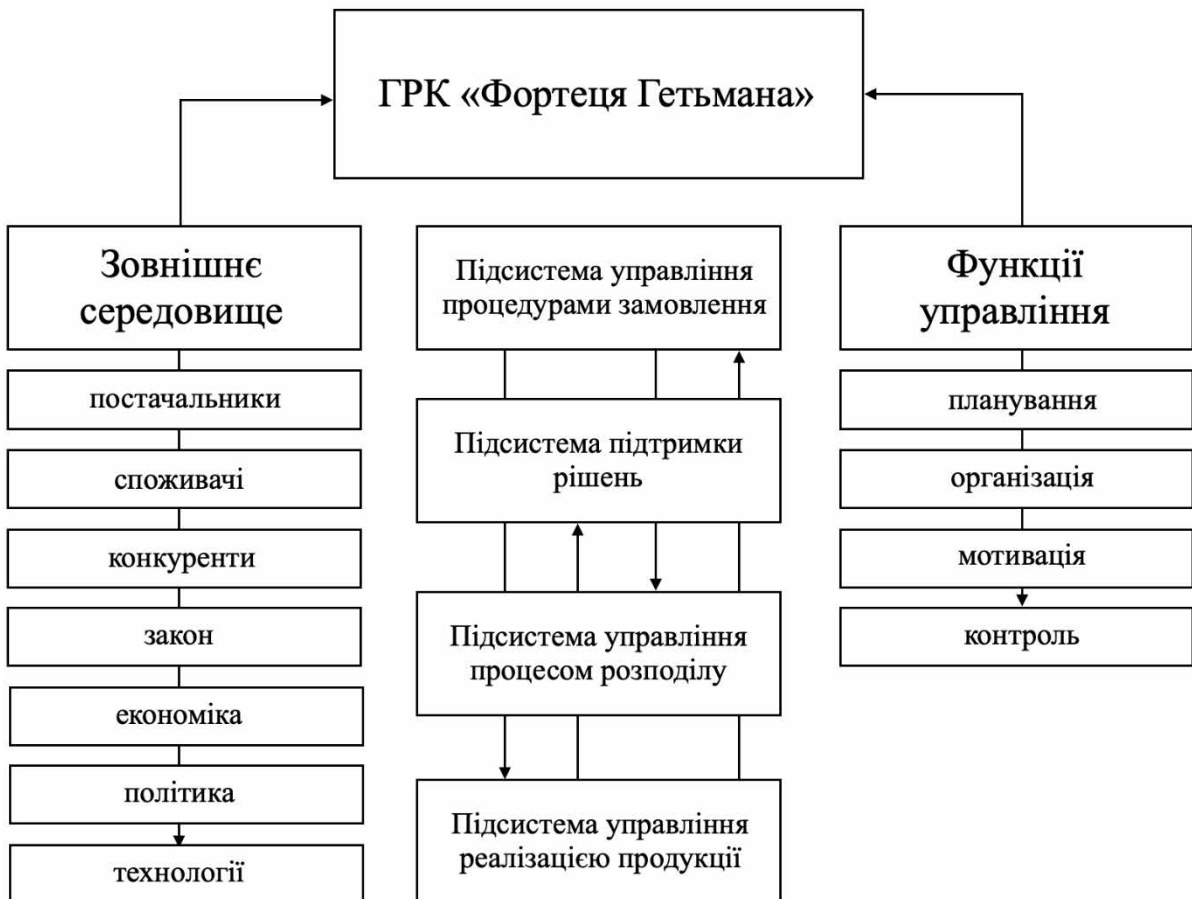 ГРК «Фортеця Гетьмана»
Зовнішнє
середовище
постачальники
споживачі
конкуренти
закон
економіка
політика
технології
Підсистема управління
процедурами замовлення
Підсистема підтримки
рішень
Підсистема управління
процесом розподілу
Підсистема управління
реалізацією продукції
Функції
управління
планування
організація
мотивація
контроль